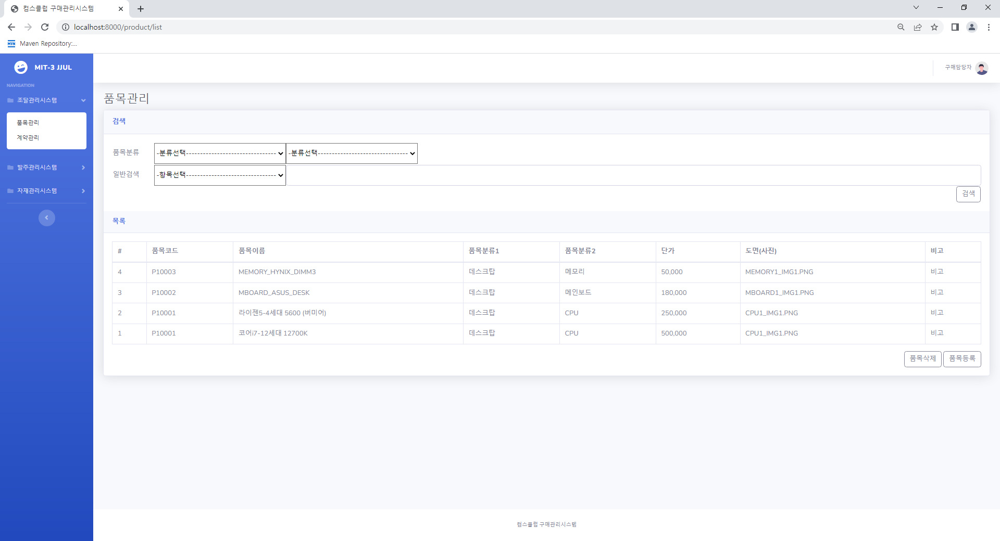 컴스클럽 구매관리시스템
localhost:8000/product/list
Maven Repository:...
MIT-3 JJUL
구매담당자
NAVIGATION
조달관리시스템
품목관리
계약관리
발주관리시스템
자재관리시스템
품목관리
검색
품목분류 -분류선택-------------------------------- -분류선택--------------------------------
일반검색 -항목선택--------------------------------
검색
목록
# 품목코드 품목이름 품목분류1 품목분류2 단가 도면(사진) 비고
4 P10003 MEMORY_HYNIX_DIMM3 데스크탑 메모리 50,000 MEMORY1_IMG1.PNG 비고
3 P10002 MBOARD_ASUS_DESK 데스크탑 메인보드 180,000 MBOARD1_IMG1.PNG 비고
2 P10001 라이젠5-4세대 5600 (버미어) 데스크탑 CPU 250,000 CPU1_IMG1.PNG 비고
1 P10001 코어i7-12세대 12700K 데스크탑 CPU 500,000 CPU1_IMG1.PNG 비고
품목삭제 품목등록
컴스클럽 구매관리시스템